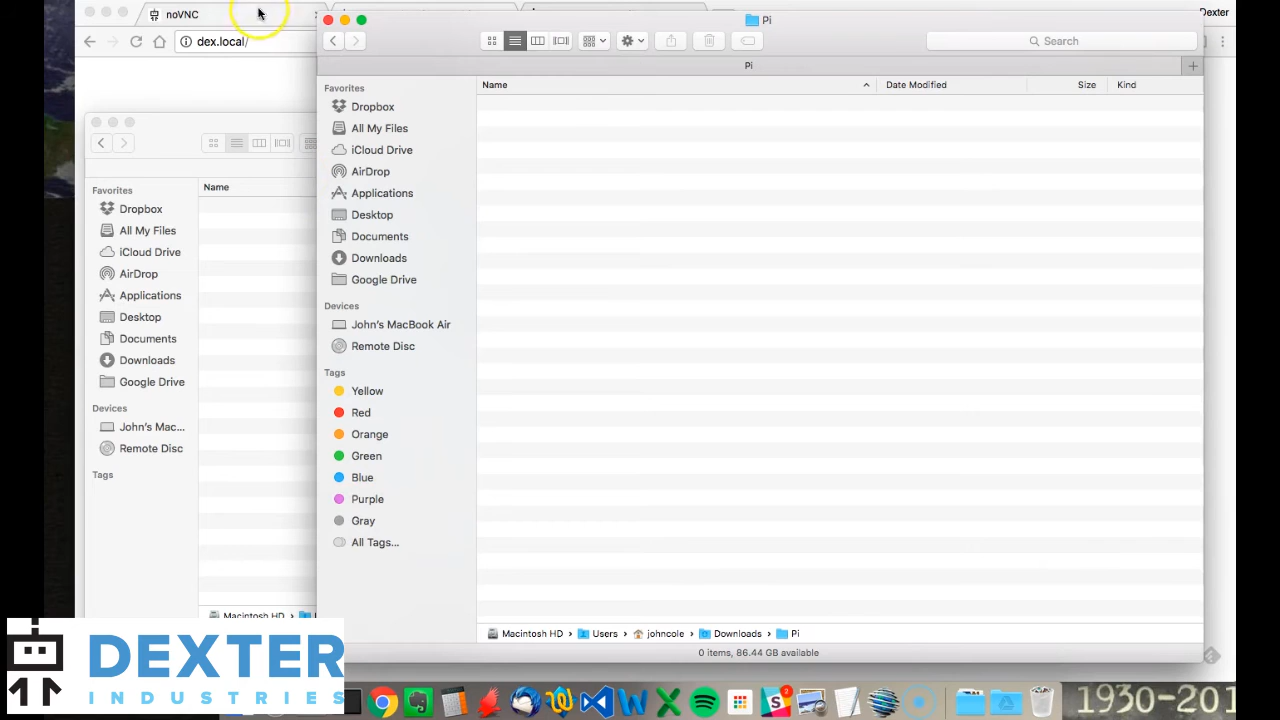 noVNC
Dexter
dex.local/
Pi
Search
Pi
Name
Date Modified
Size
Kind
Favorites
Dropbox
All My Files
iCloud Drive
AirDrop
Applications
Desktop
Documents
Downloads
Google Drive
Devices
John's MacBook Air
Remote Disc
Tags
Yellow
Red
Orange
Green
Blue
Purple
Gray
All Tags...
Macintosh HD › Users › johncole › Downloads › Pi
0 items, 86.44 GB available
Name
Favorites
Dropbox
All My Files
iCloud Drive
AirDrop
Applications
Desktop
Documents
Downloads
Google Drive
Devices
John's Mac...
Remote Disc
Tags
Macintosh HD ›
DEXTER
INDUSTRIES
3
1930-201